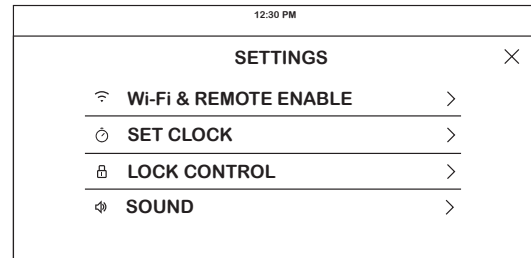 12:30 PM
SETTINGS
Wi-Fi & REMOTE ENABLE
SET CLOCK
LOCK CONTROL
SOUND